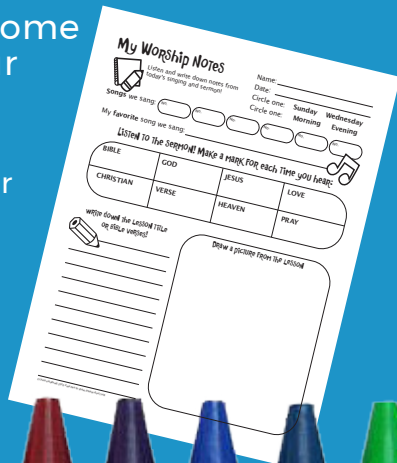 ome
r
r
My Worship Notes
Listen and write down notes from
today's singing and sermon!
Name:
Date:
Circle one: Sunday Wednesday
Circle one: Morning Evening
Songs we sang:
My favorite song we sang:
Listen to the Sermon! Make a mark for each time you hear:
BIBLE GOD JESUS LOVE
CHRISTIAN VERSE HEAVEN PRAY
Write down the Lesson Title
or Bible verses!
Draw a picture from the Lesson